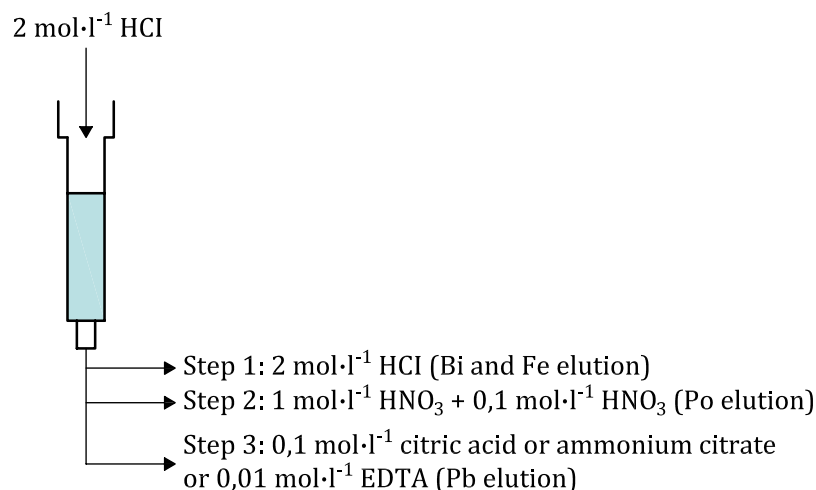 2 mol·l⁻¹ HCI
Step 1: 2 mol·l⁻¹ HCI (Bi and Fe elution)
Step 2: 1 mol·l⁻¹ HNO₃ + 0,1 mol·l⁻¹ HNO₃ (Po elution)
Step 3: 0,1 mol·l⁻¹ citric acid or ammonium citrate
or 0,01 mol·l⁻¹ EDTA (Pb elution)